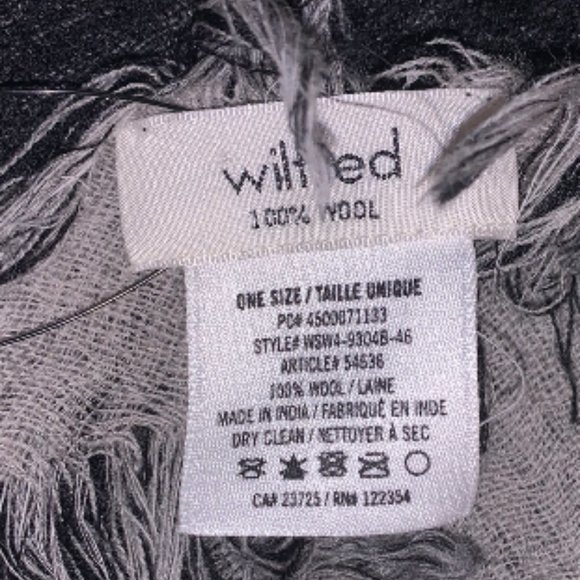 wilfred
100% WOOL
ONE SIZE / TAILLE UNIQUE
PO# 4500071133
STYLE# WSW4-9304B-46
ARTICLE# 54636
100% WOOL / LAINE
MADE IN INDIA / FABRIQUÉ EN INDE
DRY CLEAN / NETTOYER À SEC
CA# 23725 / RN# 122354